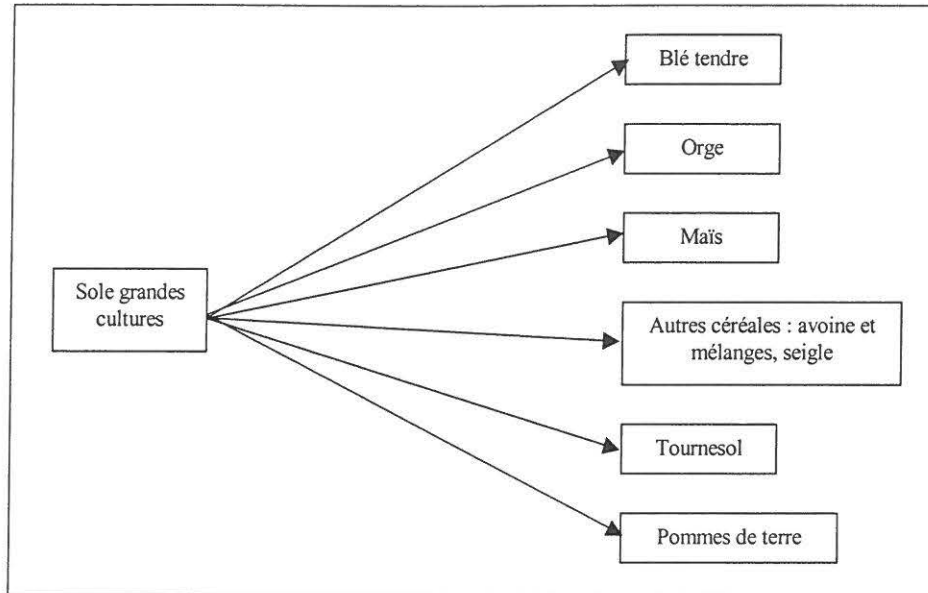 Blé tendre
Orge
Maïs
Sole grandes
cultures
Autres céréales : avoine et
mélanges, seigle
Tournesol
Pommes de terre